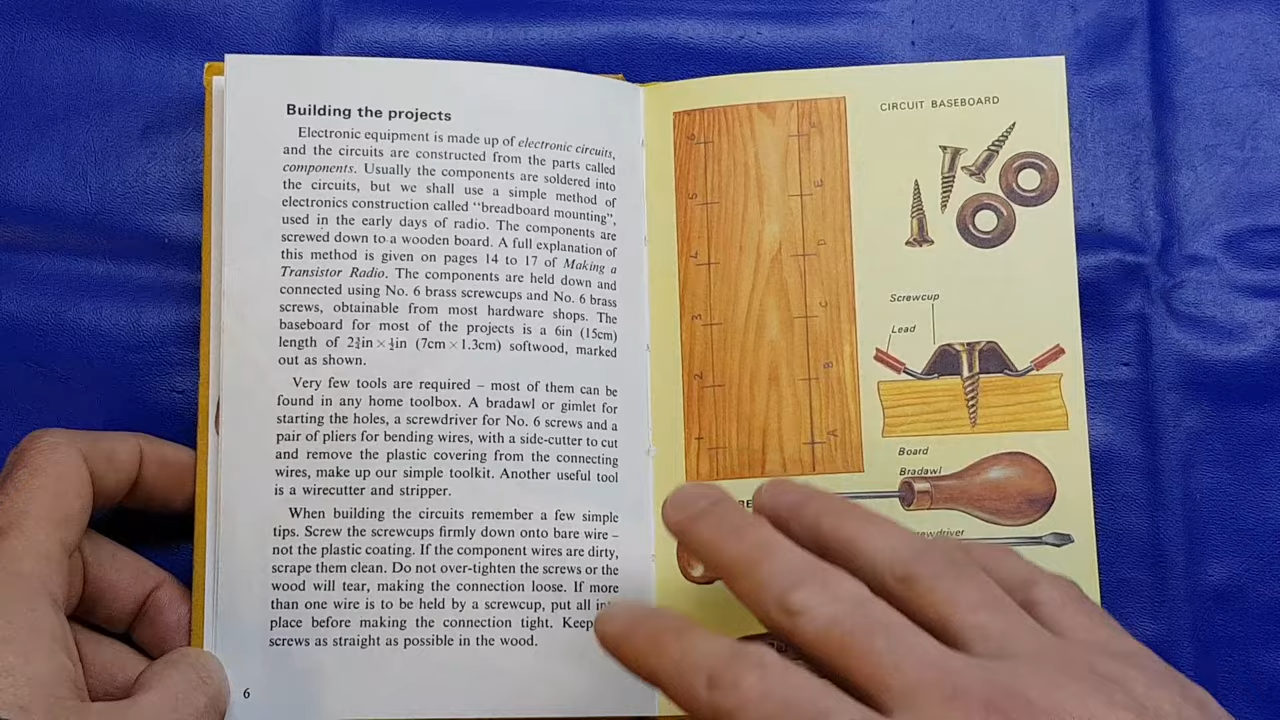 Building the projects
Electronic equipment is made up of electronic circuits,
and the circuits are constructed from the parts called
components. Usually the components are soldered into
the circuits, but we shall use a simple method of
electronics construction called "breadboard mounting",
used in the early days of radio. The components are
screwed down to a wooden board. A full explanation of
this method is given on pages 14 to 17 of Making a
Transistor Radio. The components are held down and
connected using No. 6 brass screwcups and No. 6 brass
screws, obtainable from most hardware shops. The
baseboard for most of the projects is a 6in (15cm)
length of 2¾in × ½in (7cm × 1.3cm) softwood, marked
out as shown.
Very few tools are required – most of them can be
found in any home toolbox. A bradawl or gimlet for
starting the holes, a screwdriver for No. 6 screws and a
pair of pliers for bending wires, with a side-cutter to cut
and remove the plastic covering from the connecting
wires, make up our simple toolkit. Another useful tool
is a wirecutter and stripper.
When building the circuits remember a few simple
tips. Screw the screwcups firmly down onto bare wire –
not the plastic coating. If the component wires are dirty,
scrape them clean. Do not over-tighten the screws or the
wood will tear, making the connection loose. If more
than one wire is to be held by a screwcup, put all
place before making the connection tight. Keep
screws as straight as possible in the wood.
6
CIRCUIT BASEBOARD
6 F
5 E
4 D
3 C
2 B
1 A
Screwcup
Lead
Board
Bradawl